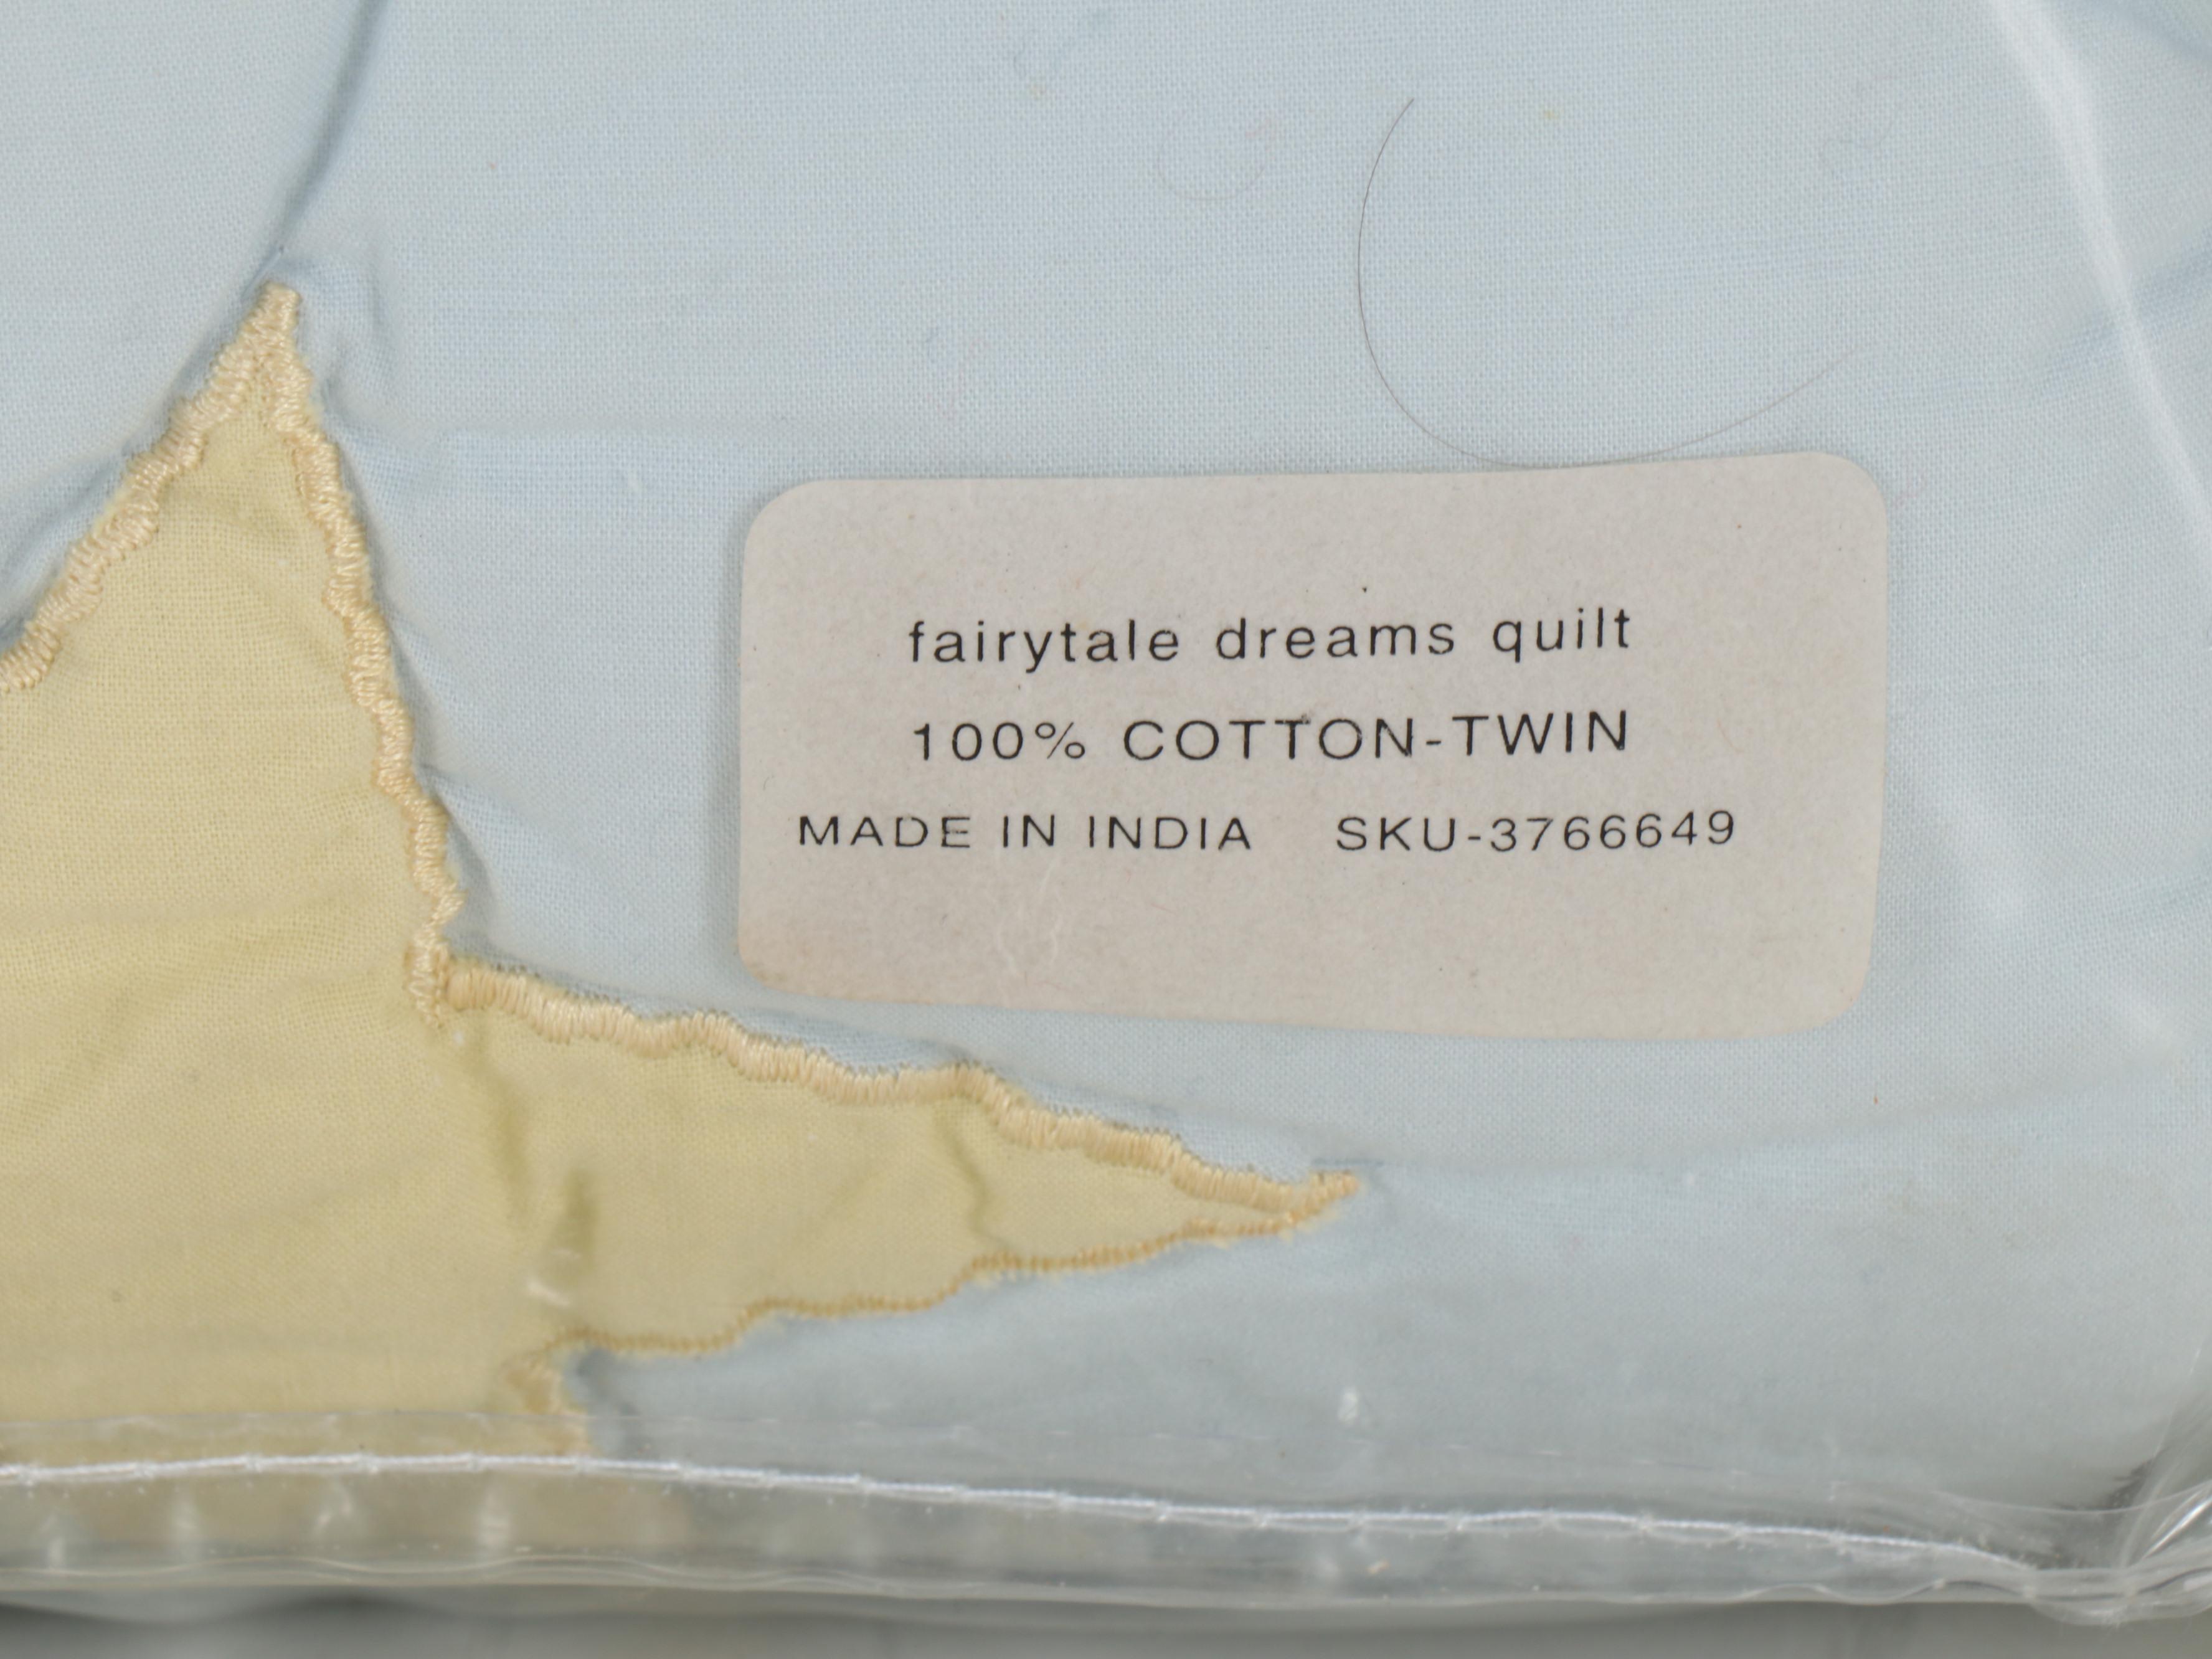 fairytale dreams quilt
100% COTTON-TWIN
MADE IN INDIA SKU-3766649